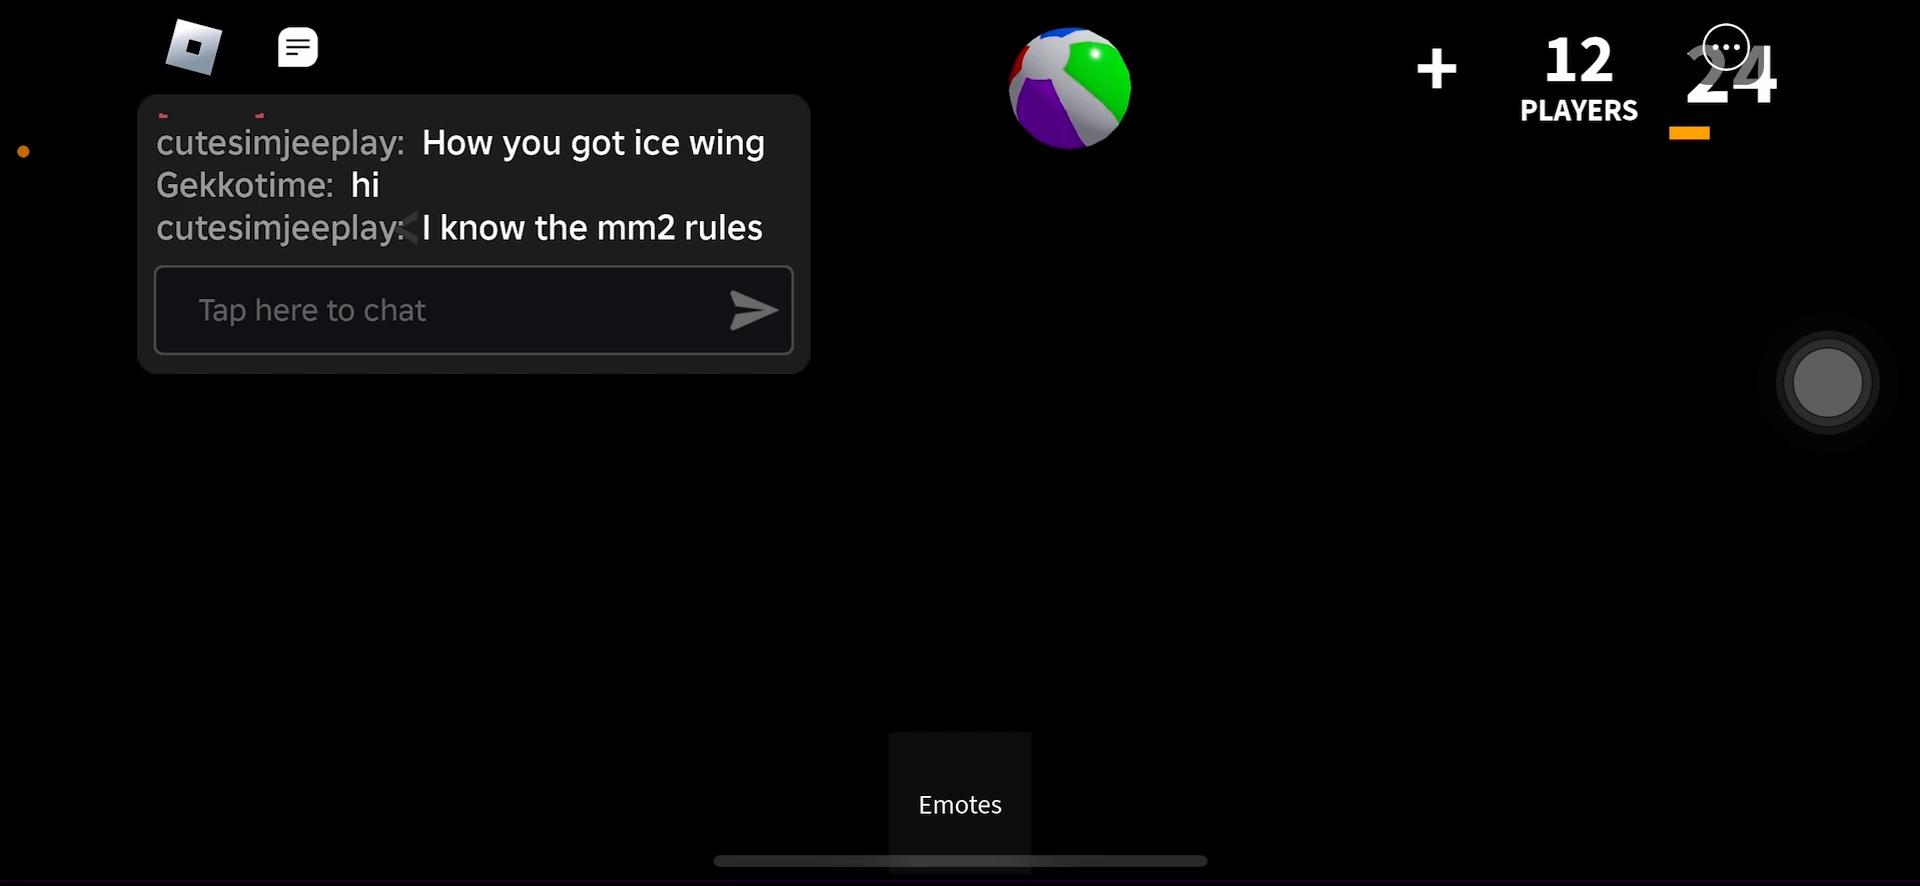 12
PLAYERS
24
cutesimjeeplay: How you got ice wing
Gekkotime: hi
cutesimjeeplay: I know the mm2 rules
Tap here to chat
Emotes